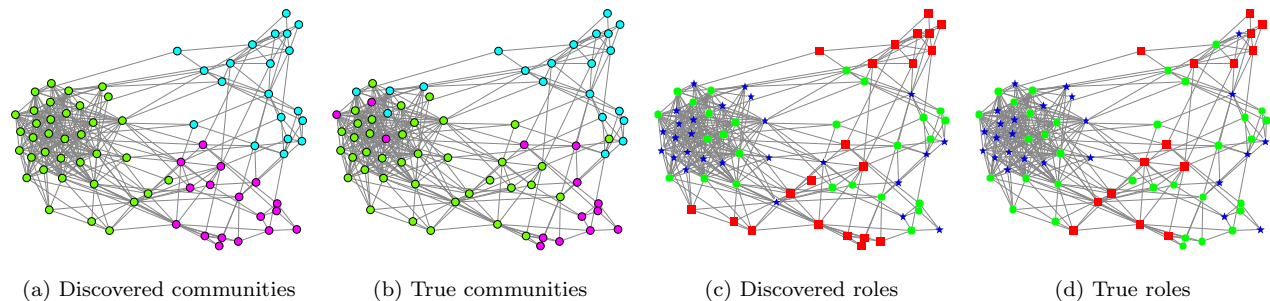 (a) Discovered communities
(b) True communities
(c) Discovered roles
(d) True roles